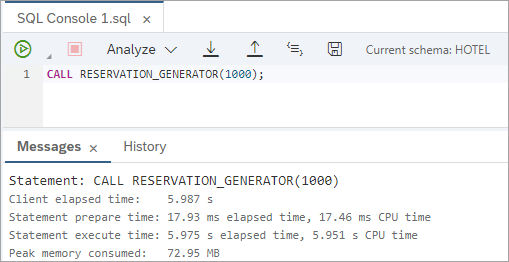 SQL Console 1.sql ×
Analyze Current schema: HOTEL
1 CALL RESERVATION_GENERATOR(1000);
Messages × History
Statement: CALL RESERVATION_GENERATOR(1000)
Client elapsed time: 5.987 s
Statement prepare time: 17.93 ms elapsed time, 17.46 ms CPU time
Statement execute time: 5.975 s elapsed time, 5.951 s CPU time
Peak memory consumed: 72.95 MB